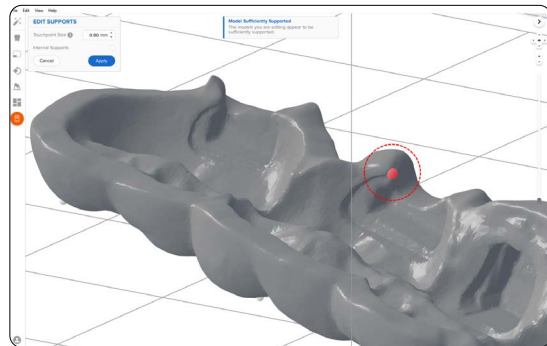 File Edit View Help
EDIT SUPPORTS
Touchpoint Size 0.60 mm
Internal Supports
Cancel Apply
Model Sufficiently Supported
The models you are editing appear to be
sufficiently supported.